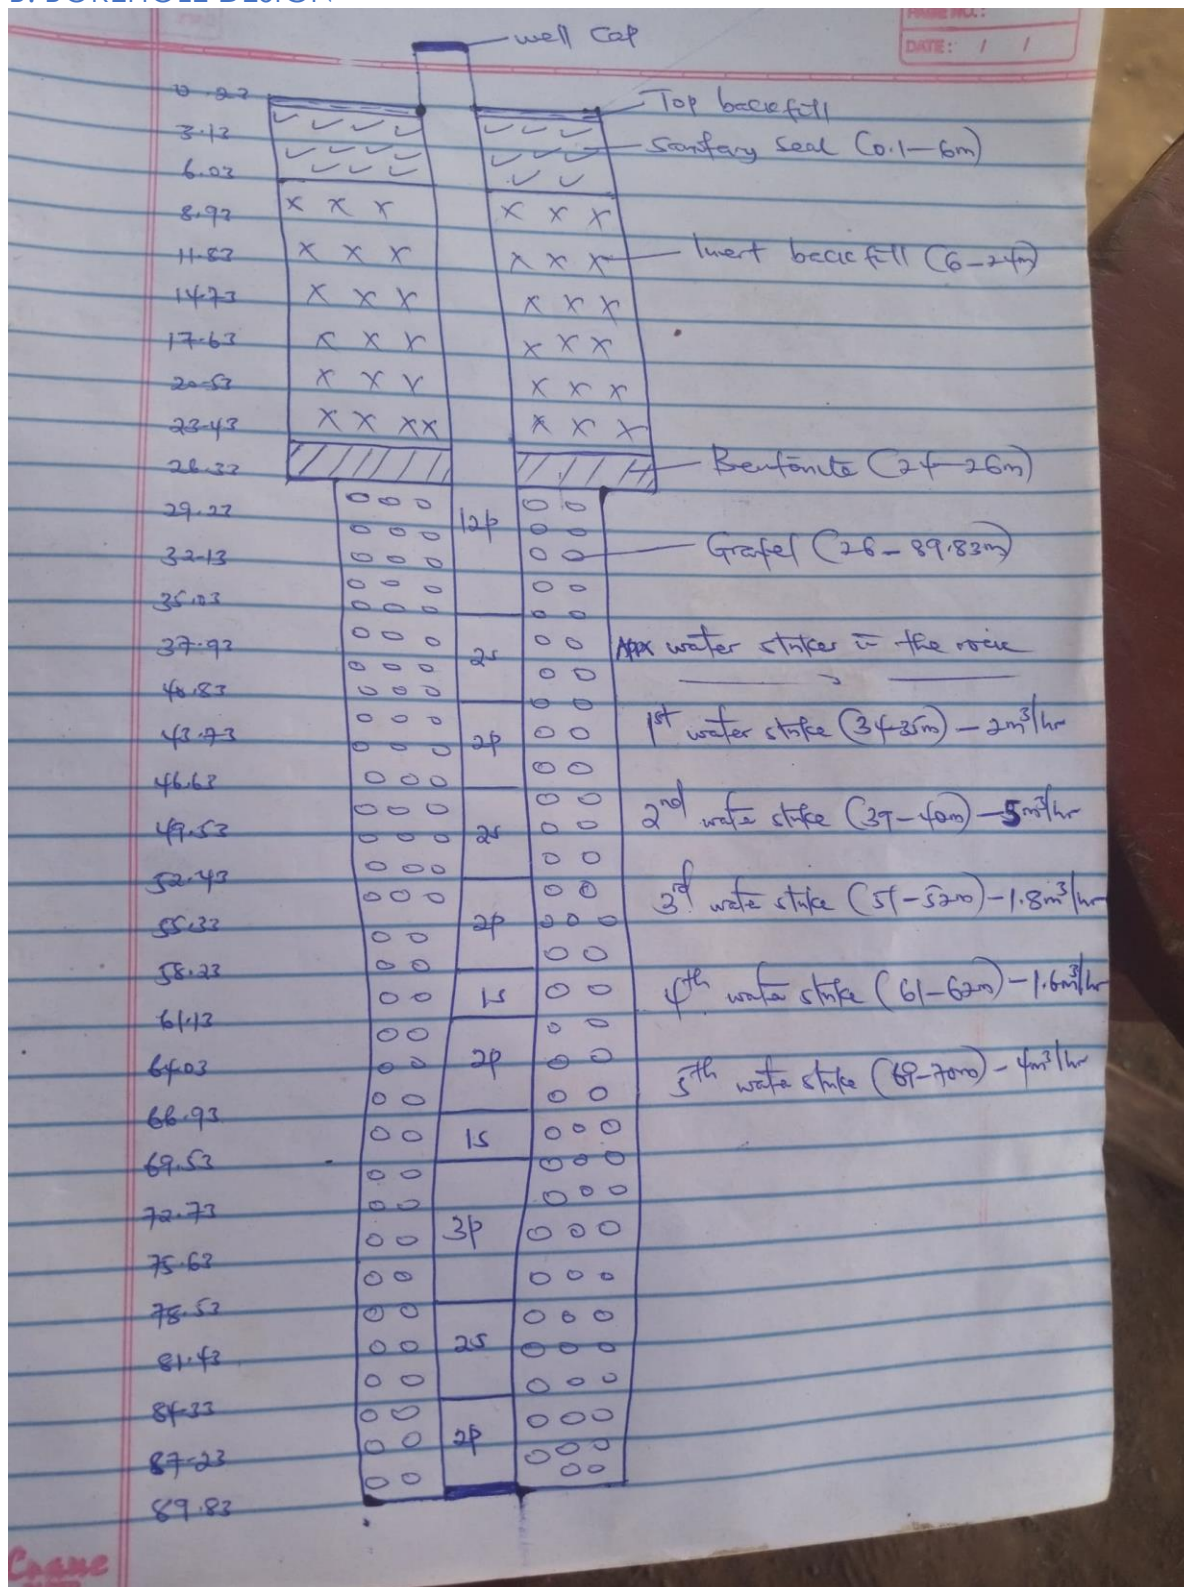 B. BOREHOLE DESIGN
PAGE NO.:
DATE: / /
well cap
0.23
Top backfill
3.13
Sanitary seal (0.1-6m)
6.03
8.93
11.83
Inert backfill (6-24m)
14.73
17.63
20.53
23.43
26.33
Bentonite (24-26m)
29.23
12p
32.13
Grafel (26-89.83m)
35.03
37.93
2s
Apx water strikes in the rock
40.83
43.73
2p
1st water strike (34-35m) - 2m³/hr
46.63
49.53
2s
2nd water strike (39-40m) - 5m³/hr
52.43
55.33
2p
3rd water strike (51-52m) - 1.8m³/hr
58.23
1s
4th water strike (61-62m) - 1.6m³/hr
61.13
64.03
2p
5th water strike (69-70m) - 4m³/hr
66.93
1s
69.53
72.73
3p
75.63
78.53
81.43
2s
84.33
87.23
2p
89.83
Crane